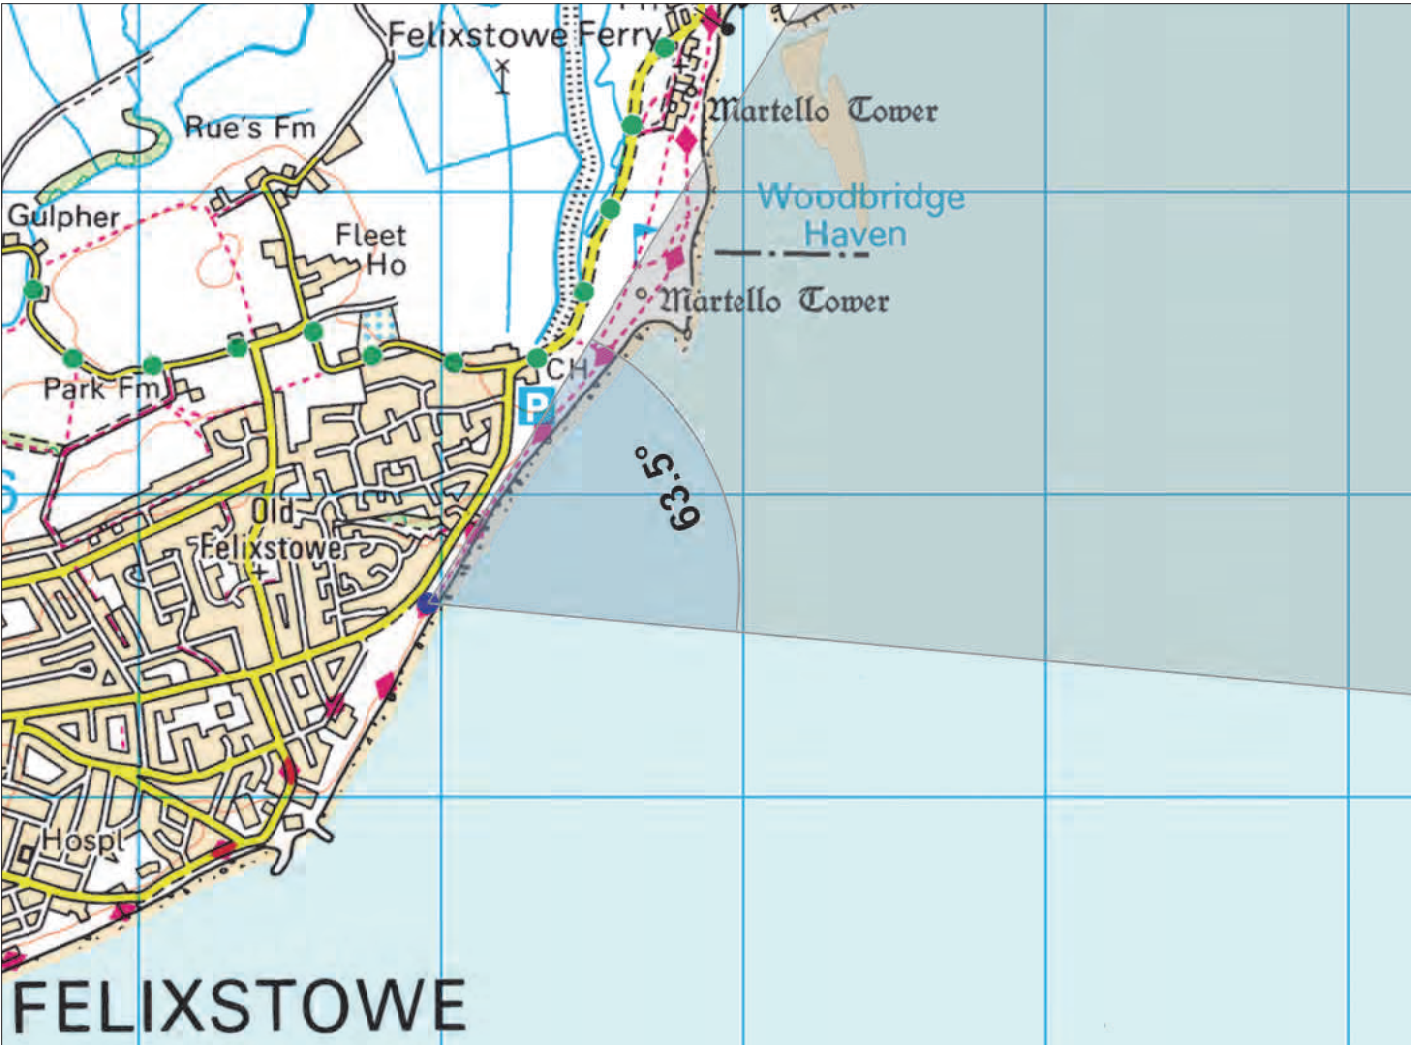 Felixstowe Ferry
Martello Tower
Rue's Fm
Gulpher
Woodbridge
Haven
Fleet
Ho
Martello Tower
CH
Park Fm
P
63.5°
Old
Felixstowe
Hospl
FELIXSTOWE